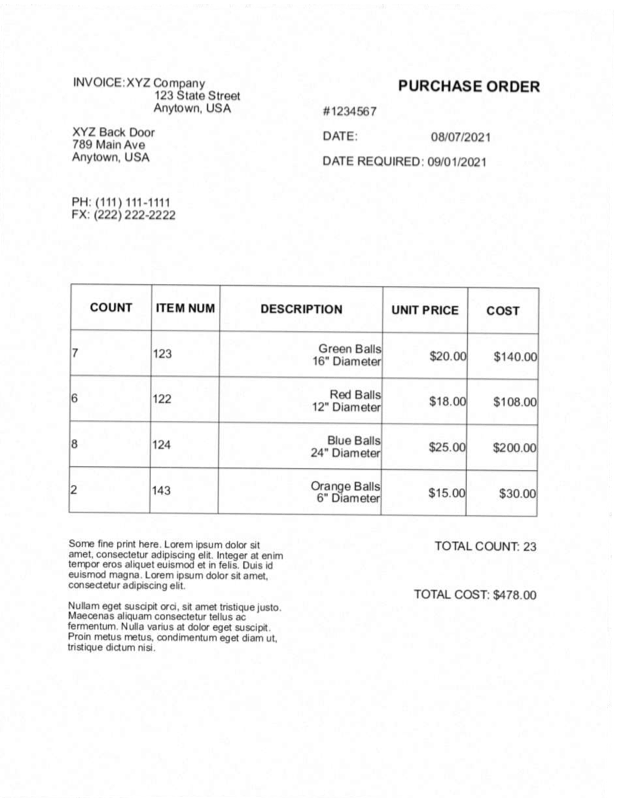 INVOICE: XYZ Company
123 State Street
Anytown, USA
PURCHASE ORDER
#1234567
DATE: 08/07/2021
DATE REQUIRED: 09/01/2021
XYZ Back Door
789 Main Ave
Anytown, USA
PH: (111) 111-1111
FX: (222) 222-2222
COUNT ITEM NUM DESCRIPTION UNIT PRICE COST
7 123 Green Balls 16" Diameter $20.00 $140.00
6 122 Red Balls 12" Diameter $18.00 $108.00
8 124 Blue Balls 24" Diameter $25.00 $200.00
2 143 Orange Balls 6" Diameter $15.00 $30.00
Some fine print here. Lorem ipsum dolor sit
amet, consectetur adipiscing elit. Integer at enim
tempor eros aliquet euismod et in felis. Duis id
euismod magna. Lorem ipsum dolor sit amet,
consectetur adipiscing elit.
Nullam eget suscipit orci, sit amet tristique justo.
Maecenas aliquam consectetur tellus ac
fermentum. Nulla varius at dolor eget suscipit.
Proin metus metus, condimentum eget diam ut,
tristique dictum nisi.
TOTAL COUNT: 23
TOTAL COST: $478.00